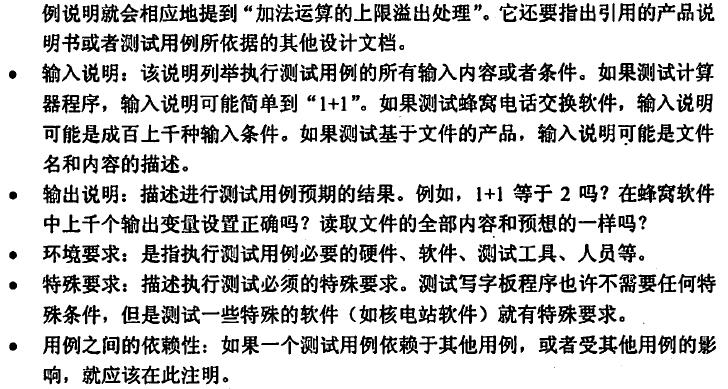 例说明就会相应地提到“加法运算的上限溢出处理”。它还要指出引用的产品说
明书或者测试用例所依据的其他设计文档。
● 输入说明：该说明列举执行测试用例的所有输入内容或者条件。如果测试计算
器程序，输入说明可能简单到“1+1”。如果测试蜂窝电话交换软件，输入说明
可能是成百上千种输入条件。如果测试基于文件的产品，输入说明可能是文件
名和内容的描述。
● 输出说明：描述进行测试用例预期的结果。例如，1+1 等于 2 吗？在蜂窝软件
中上千个输出变量设置正确吗？读取文件的全部内容和预想的一样吗？
● 环境要求：是指执行测试用例必要的硬件、软件、测试工具、人员等。
● 特殊要求：描述执行测试必须的特殊要求。测试写字板程序也许不需要任何特
殊条件，但是测试一些特殊的软件（如核电站软件）就有特殊要求。
● 用例之间的依赖性：如果一个测试用例依赖于其他用例，或者受其他用例的影
响，就应该在此注明。